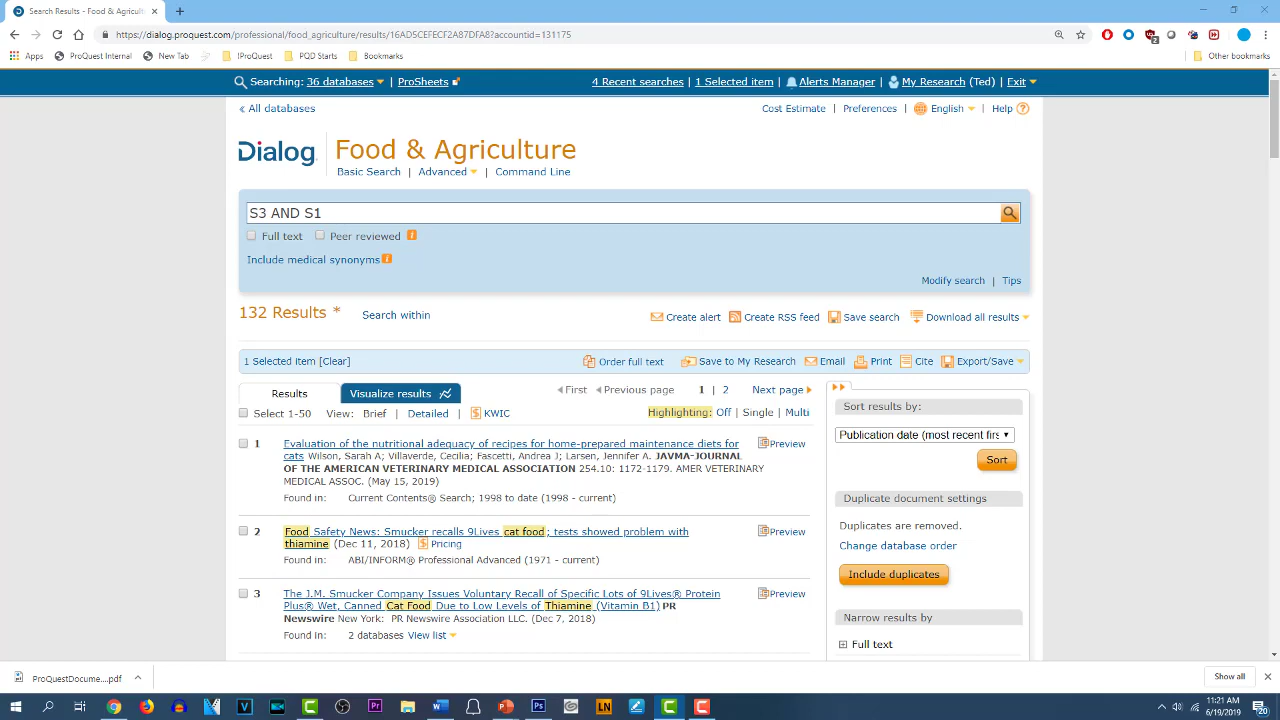 Search Results - Food & Agricult
https://dialog.proquest.com/professional/food_agriculture/results/16AD5CEFECF2A87DFA8?accountid=131175
Apps ProQuest Internal New Tab !ProQuest PQD Starts Bookmarks Other bookmarks
Searching: 36 databases ProSheets 4 Recent searches | 1 Selected item | Alerts Manager | My Research (Ted) | Exit
« All databases Cost Estimate | Preferences | English | Help ?
Dialog Food & Agriculture
Basic Search | Advanced | Command Line
S3 AND S1
Full text Peer reviewed i
Include medical synonyms i
Modify search | Tips
132 Results * Search within Create alert Create RSS feed Save search Download all results
1 Selected item [Clear] Order full text Save to My Research Email Print Cite Export/Save
Results Visualize results First Previous page 1 | 2 Next page
Select 1-50 View: Brief | Detailed | $ KWIC Highlighting: Off | Single | Multi
Sort results by:
Publication date (most recent firs
Sort
1 Evaluation of the nutritional adequacy of recipes for home-prepared maintenance diets for Preview
cats Wilson, Sarah A; Villaverde, Cecilia; Fascetti, Andrea J; Larsen, Jennifer A. JAVMA-JOURNAL
OF THE AMERICAN VETERINARY MEDICAL ASSOCIATION 254.10: 1172-1179. AMER VETERINARY
MEDICAL ASSOC. (May 15, 2019)
Found in: Current Contents® Search; 1998 to date (1998 - current)
2 Food Safety News: Smucker recalls 9Lives cat food; tests showed problem with Preview
thiamine (Dec 11, 2018) $ Pricing
Found in: ABI/INFORM® Professional Advanced (1971 - current)
3 The J.M. Smucker Company Issues Voluntary Recall of Specific Lots of 9Lives® Protein Preview
Plus® Wet, Canned Cat Food Due to Low Levels of Thiamine (Vitamin B1) PR
Newswire New York: PR Newswire Association LLC. (Dec 7, 2018)
Found in: 2 databases View list
Duplicate document settings
Duplicates are removed.
Change database order
Include duplicates
Narrow results by
Full text
ProQuestDocume....pdf Show all
11:21 AM
6/19/2019
20